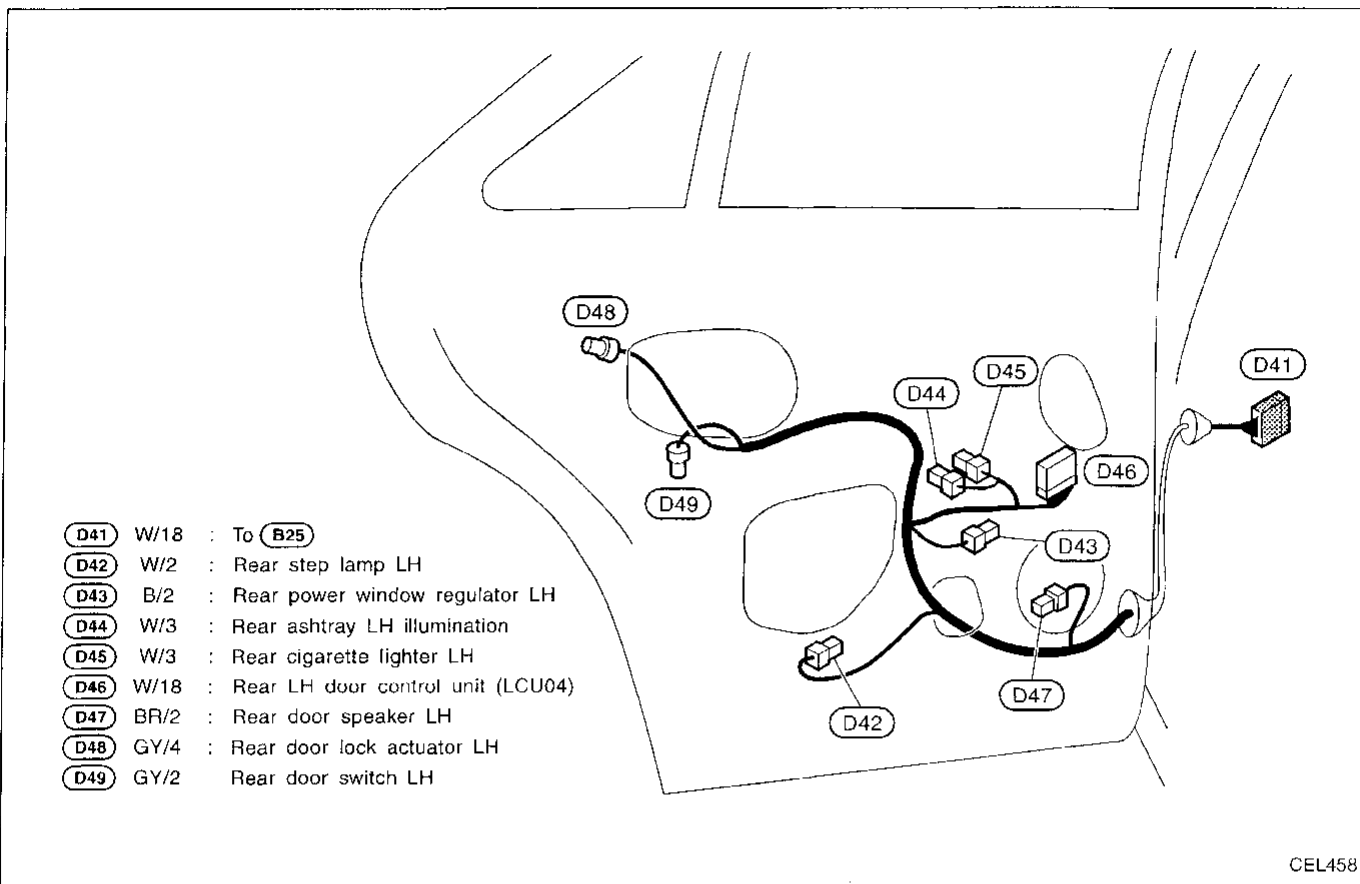 D48
D45
D41
D44
D46
D49
D43
D47
D42
D41 W/18 : To B25
D42 W/2 : Rear step lamp LH
D43 B/2 : Rear power window regulator LH
D44 W/3 : Rear ashtray LH illumination
D45 W/3 : Rear cigarette lighter LH
D46 W/18 : Rear LH door control unit (LCU04)
D47 BR/2 : Rear door speaker LH
D48 GY/4 : Rear door lock actuator LH
D49 GY/2 Rear door switch LH
CEL458